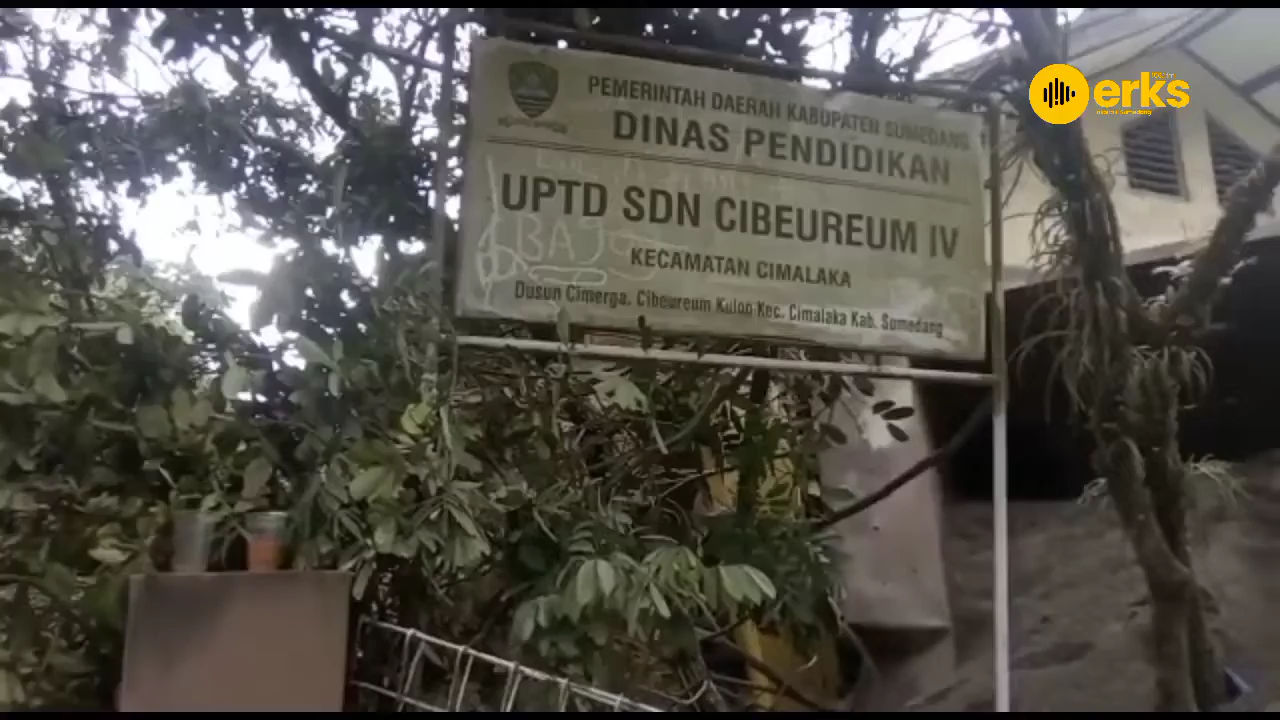 PEMERINTAH DAERAH KABUPATEN SUMEDANG
DINAS PENDIDIKAN
UPTD SDN CIBEUREUM IV
KECAMATAN CIMALAKA
Dusun Cimerga. Cibeureum Kulon Kec. Cimalaka Kab. Sumedang
BAJ
erks